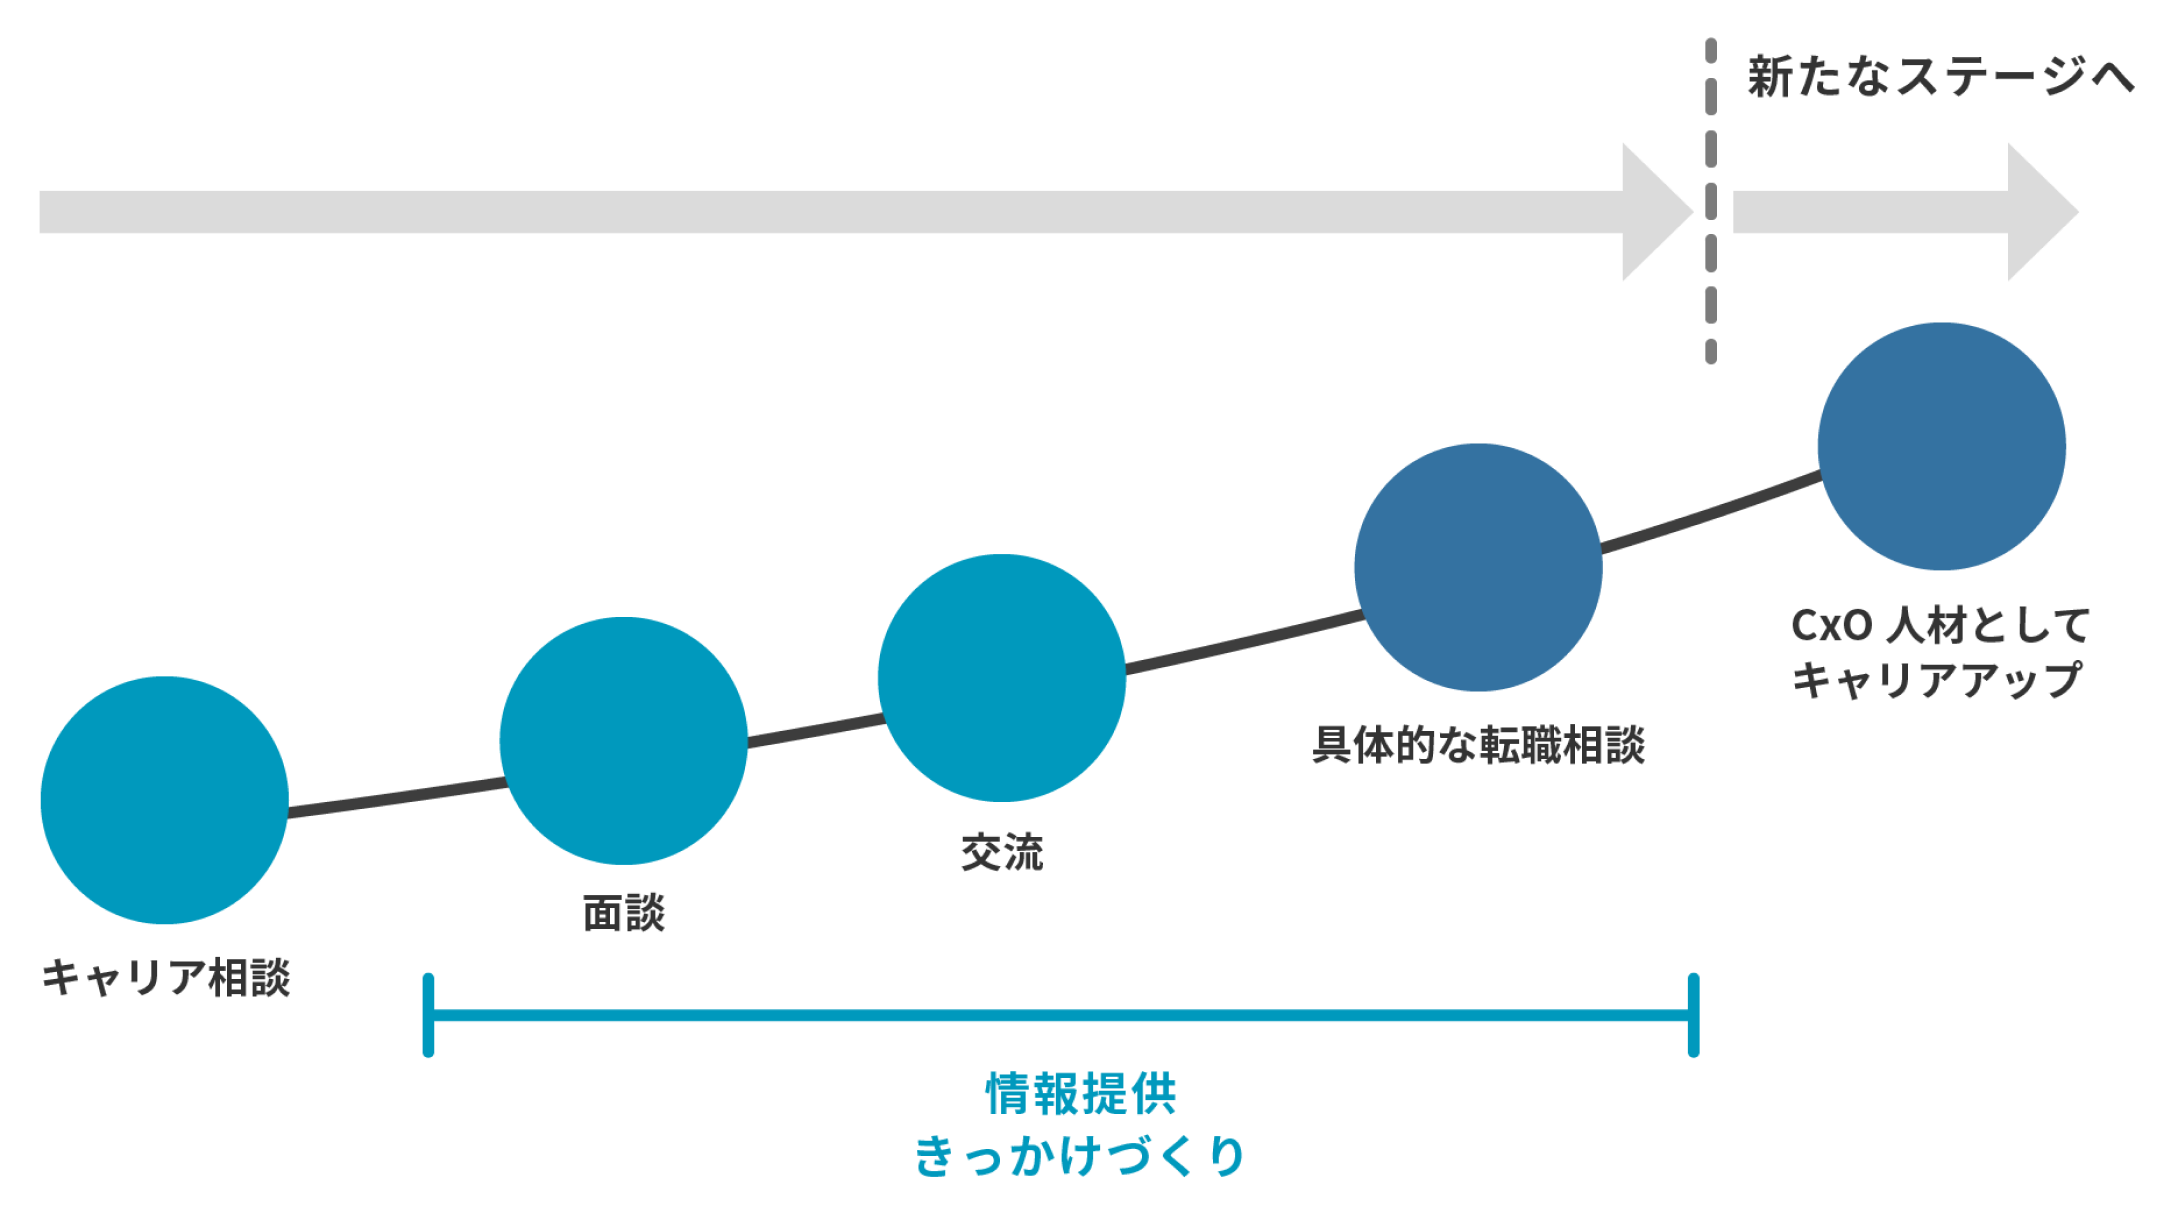 新たなステージへ
キャリア相談
面談
交流
具体的な転職相談
CxO 人材として
キャリアアップ
情報提供
きっかけづくり